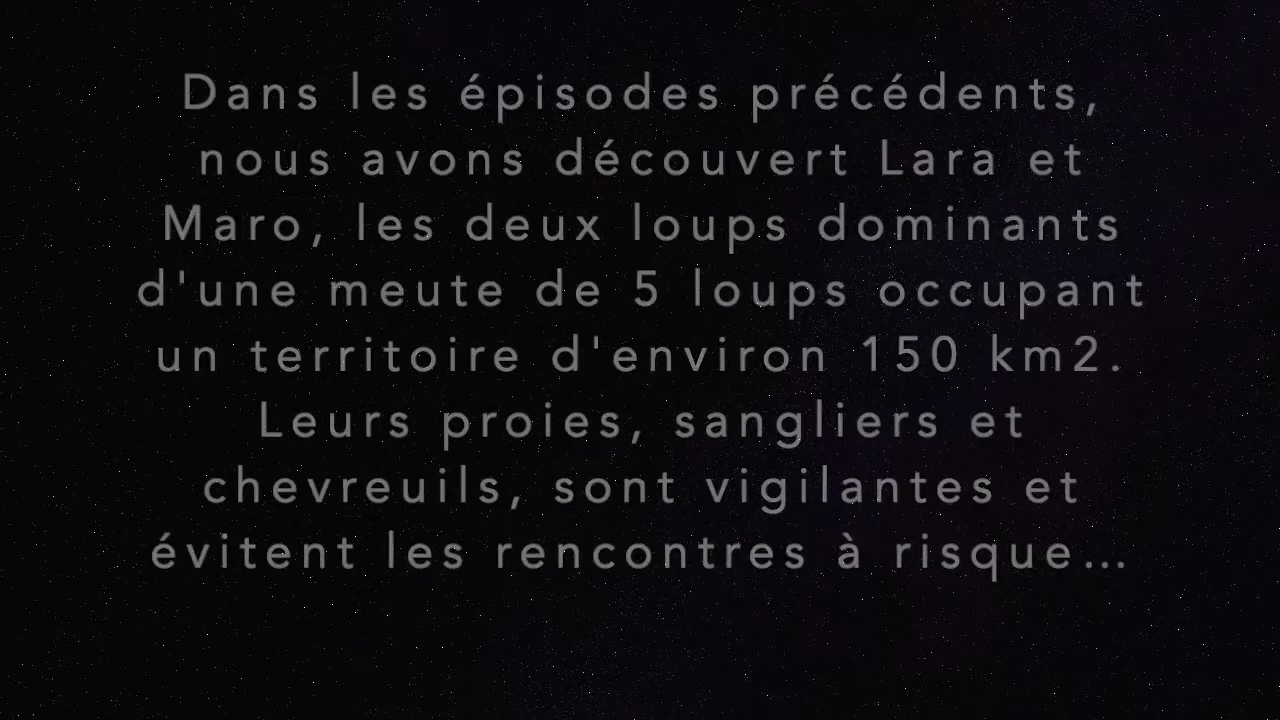 Dans les épisodes précédents,
nous avons découvert Lara et
Maro, les deux loups dominants
d'une meute de 5 loups occupant
un territoire d'environ 150 km2.
Leurs proies, sangliers et
chevreuils, sont vigilantes et
évitent les rencontres à risque...